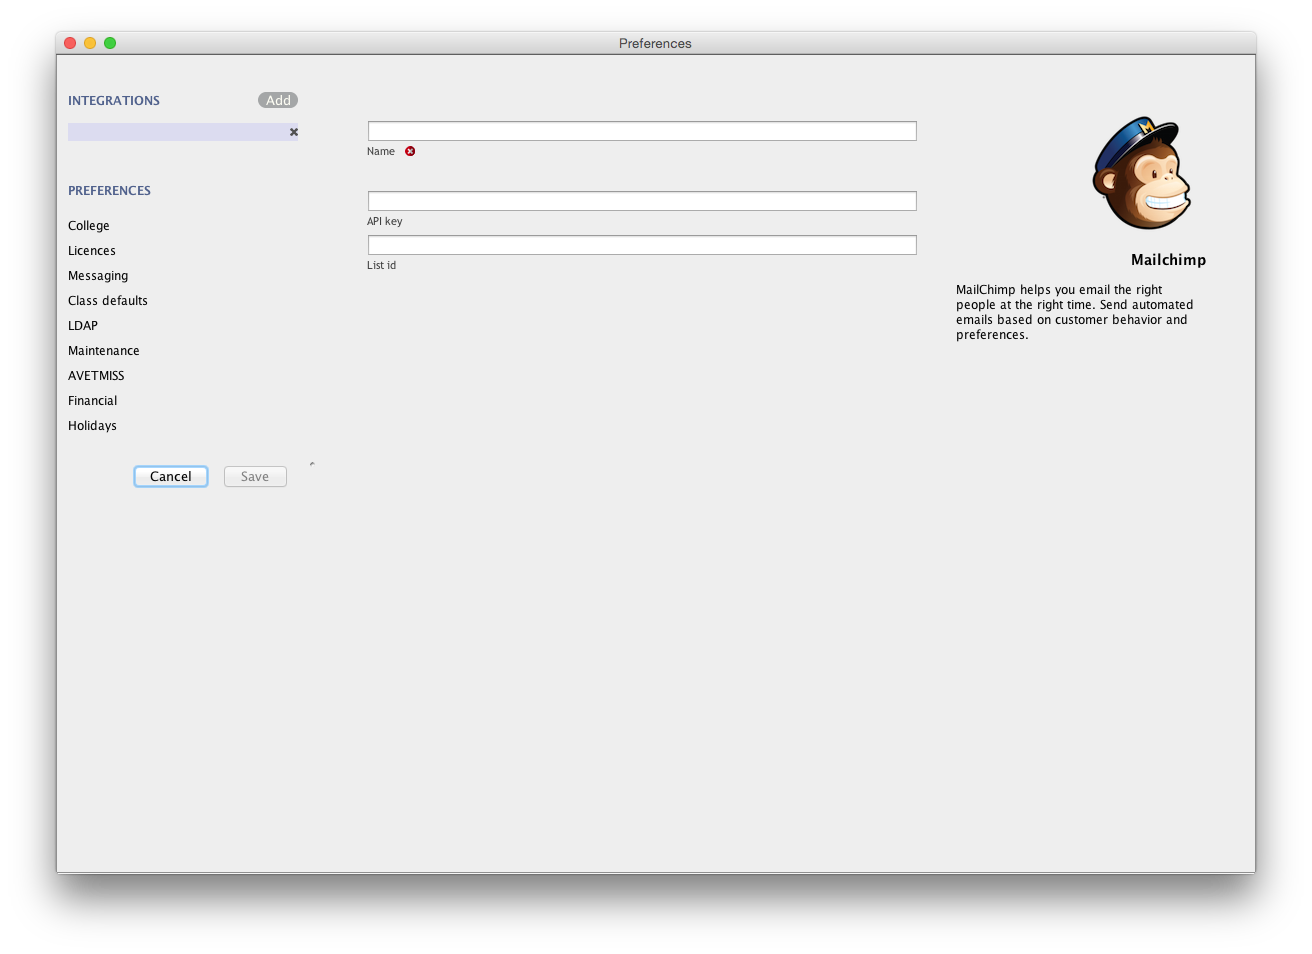 Preferences
INTEGRATIONS
Add
Name
API key
List id
PREFERENCES
College
Licences
Messaging
Class defaults
LDAP
Maintenance
AVETMISS
Financial
Holidays
Cancel
Save
M
Mailchimp
MailChimp helps you email the right
people at the right time. Send automated
emails based on customer behavior and
preferences.